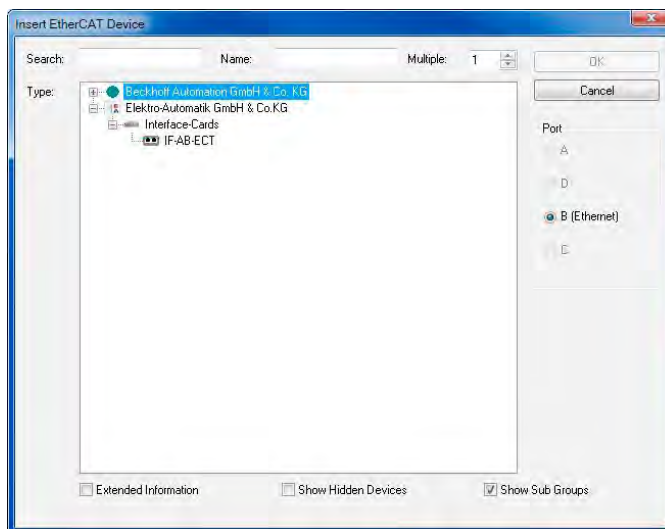 Insert EtherCAT Device
Search: Name: Multiple: 1
OK
Type:
Beckhoff Automation GmbH & Co. KG
Cancel
Elektro-Automatik GmbH & Co.KG
Interface-Cards
Port
IF-AB-ECT
A
D
B (Ethernet)
C
Extended Information Show Hidden Devices Show Sub Groups